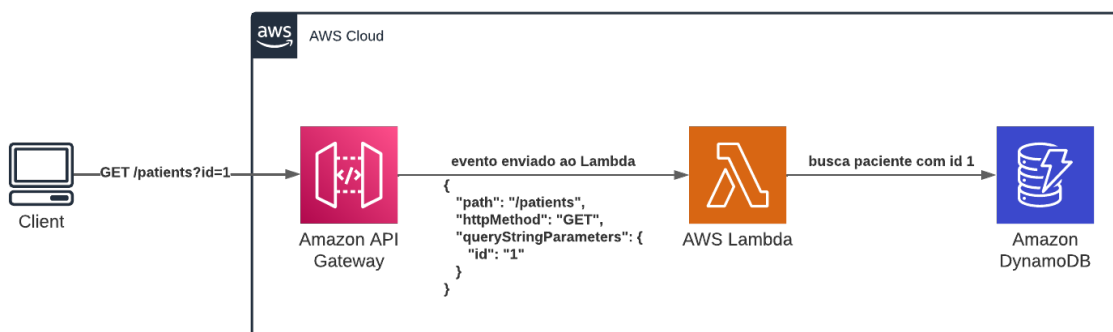 aws
AWS Cloud
GET /patients?id=1
Client
</>
Amazon API
Gateway
evento enviado ao Lambda
{
"path": "/patients",
"httpMethod": "GET",
"queryStringParameters": {
"id": "1"
}
}
AWS Lambda
busca paciente com id 1
Amazon
DynamoDB